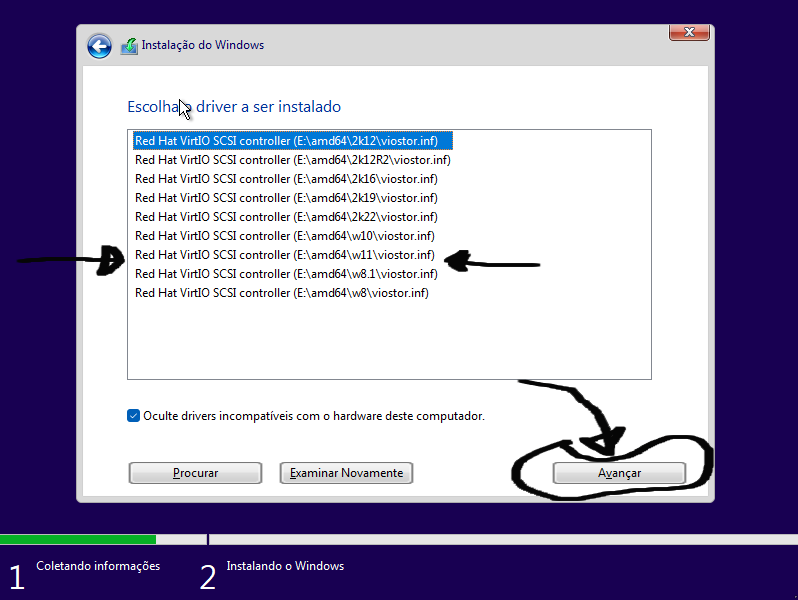 Instalação do Windows
Escolha o driver a ser instalado
Red Hat VirtIO SCSI controller (E:\amd64\2k12\viostor.inf)
Red Hat VirtIO SCSI controller (E:\amd64\2k12R2\viostor.inf)
Red Hat VirtIO SCSI controller (E:\amd64\2k16\viostor.inf)
Red Hat VirtIO SCSI controller (E:\amd64\2k19\viostor.inf)
Red Hat VirtIO SCSI controller (E:\amd64\2k22\viostor.inf)
Red Hat VirtIO SCSI controller (E:\amd64\w10\viostor.inf)
Red Hat VirtIO SCSI controller (E:\amd64\w11\viostor.inf)
Red Hat VirtIO SCSI controller (E:\amd64\w8.1\viostor.inf)
Red Hat VirtIO SCSI controller (E:\amd64\w8\viostor.inf)
Oculte drivers incompatíveis com o hardware deste computador.
Procurar
Examinar Novamente
Avançar
1 Coletando informações
2 Instalando o Windows